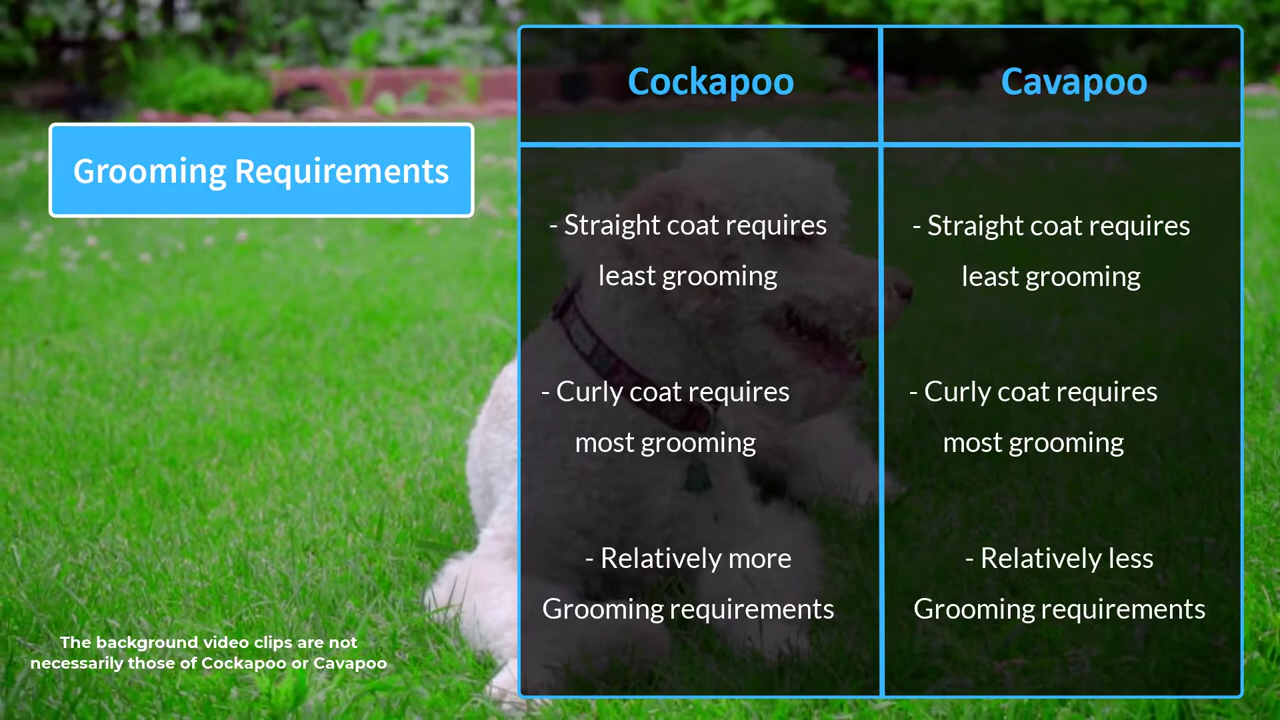 Grooming Requirements
Cockapoo
Cavapoo
- Straight coat requires
least grooming
- Curly coat requires
most grooming
- Relatively more
Grooming requirements
- Straight coat requires
least grooming
- Curly coat requires
most grooming
- Relatively less
Grooming requirements
The background video clips are not
necessarily those of Cockapoo or Cavapoo